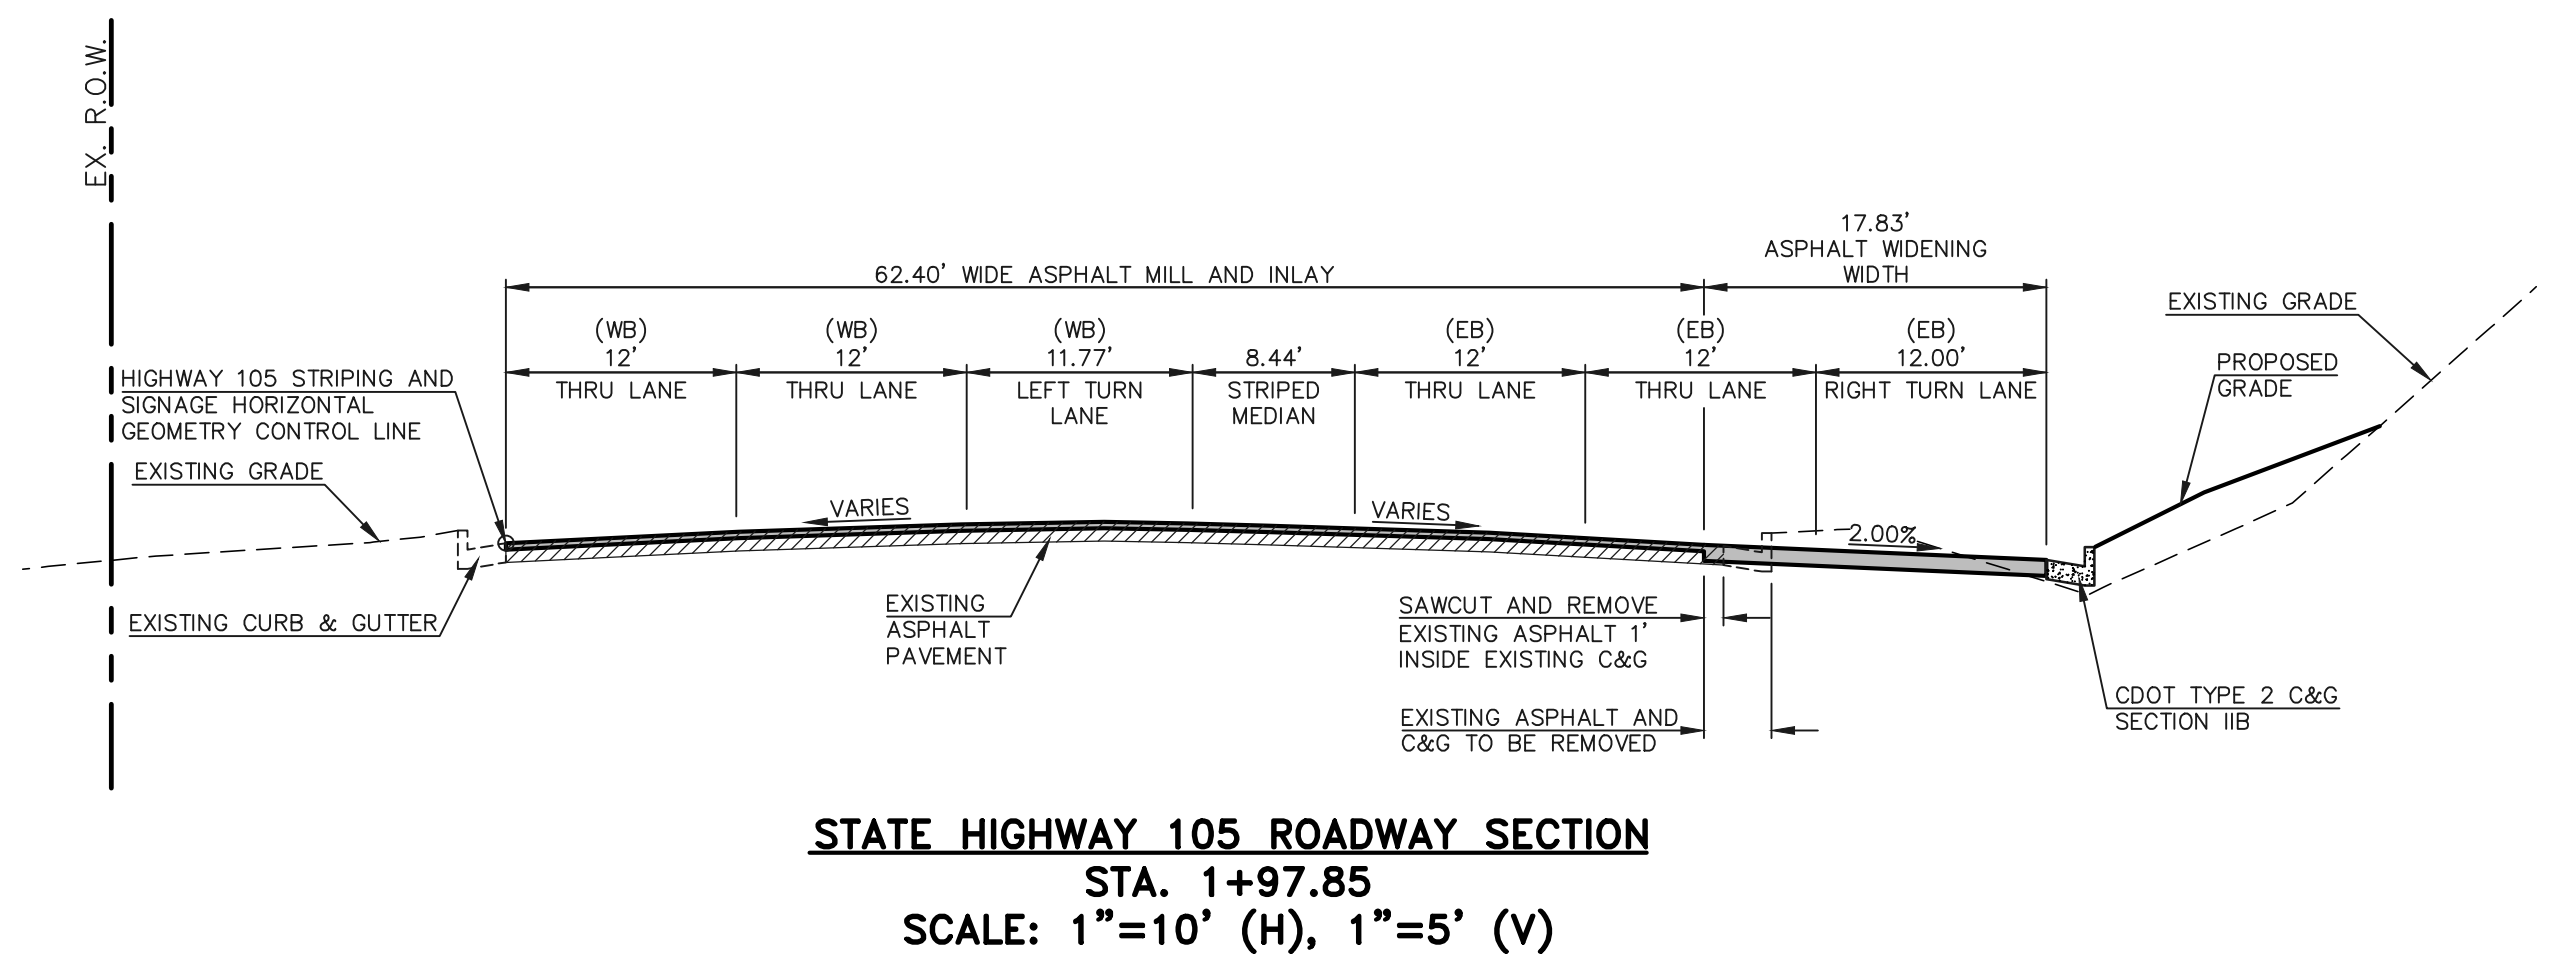 EX. R.O.W.
17.83'
ASPHALT WIDENING
WIDTH
62.40' WIDE ASPHALT MILL AND INLAY
(WB)
12'
THRU LANE
(WB)
12'
THRU LANE
(WB)
11.77'
LEFT TURN
LANE
8.44'
STRIPED
MEDIAN
(EB)
12'
THRU LANE
(EB)
12'
THRU LANE
(EB)
12.00'
RIGHT TURN LANE
EXISTING GRADE
PROPOSED
GRADE
HIGHWAY 105 STRIPING AND
SIGNAGE HORIZONTAL
GEOMETRY CONTROL LINE
EXISTING GRADE
VARIES
VARIES
2.00%
EXISTING CURB & GUTTER
EXISTING
ASPHALT
PAVEMENT
SAWCUT AND REMOVE
EXISTING ASPHALT 1'
INSIDE EXISTING C&G
EXISTING ASPHALT AND
C&G TO BE REMOVED
CDOT TYPE 2 C&G
SECTION IIB
STATE HIGHWAY 105 ROADWAY SECTION
STA. 1+97.85
SCALE: 1"=10' (H), 1"=5' (V)